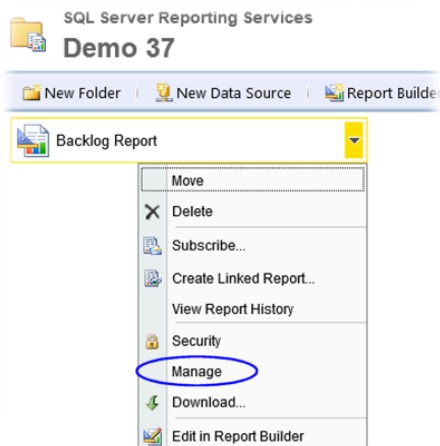 SQL Server Reporting Services
Demo 37
New Folder New Data Source Report Builder
Backlog Report
Move
Delete
Subscribe...
Create Linked Report...
View Report History
Security
Manage
Download...
Edit in Report Builder